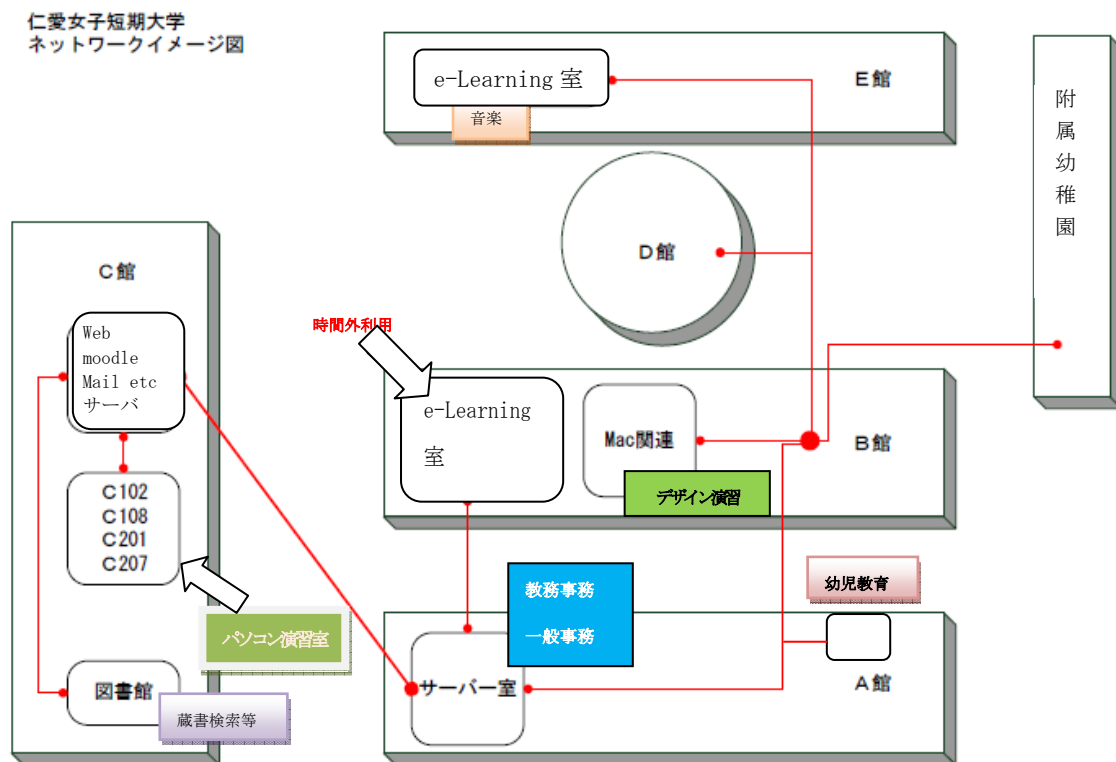 仁愛女子短期大学
ネットワークイメージ図
e-Learning 室
音楽
E館
附
属
幼
稚
園
D館
C館
Web
moodle
Mail etc
サーバ
時間外利用
e-Learning
室
Mac関連
デザイン演習
B館
C102
C108
C201
C207
パソコン演習室
教務事務
一般事務
幼児教育
図書館
蔵書検索等
サーバー室
A館